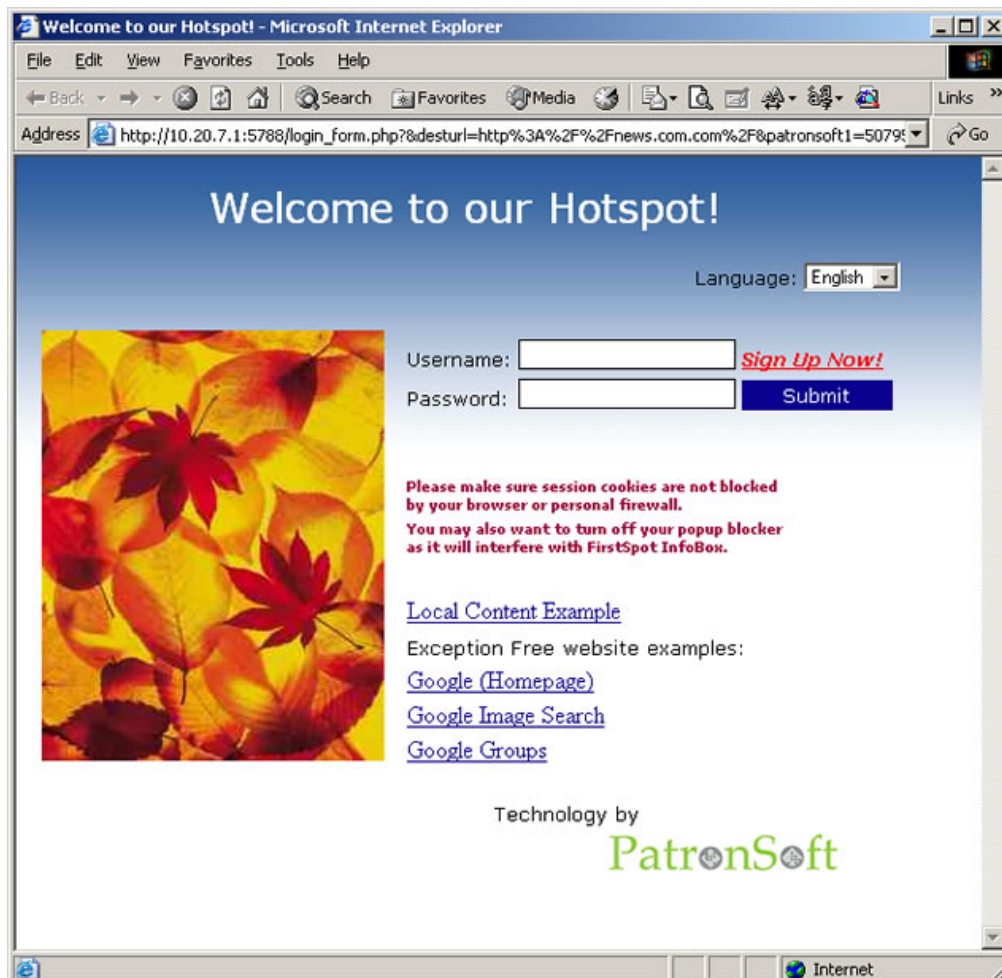 Welcome to our Hotspot! - Microsoft Internet Explorer
File Edit View Favorites Tools Help
Back Search Favorites Media Links »
Address http://10.20.7.1:5788/login_form.php?&desturl=http%3A%2F%2Fnews.com.com%2F&patronsoft1=5079 Go
Welcome to our Hotspot!
Language: English
Username: Sign Up Now!
Password: Submit
Please make sure session cookies are not blocked
by your browser or personal firewall.
You may also want to turn off your popup blocker
as it will interfere with FirstSpot InfoBox.
Local Content Example
Exception Free website examples:
Google (Homepage)
Google Image Search
Google Groups
Technology by
PatronSoft
Internet